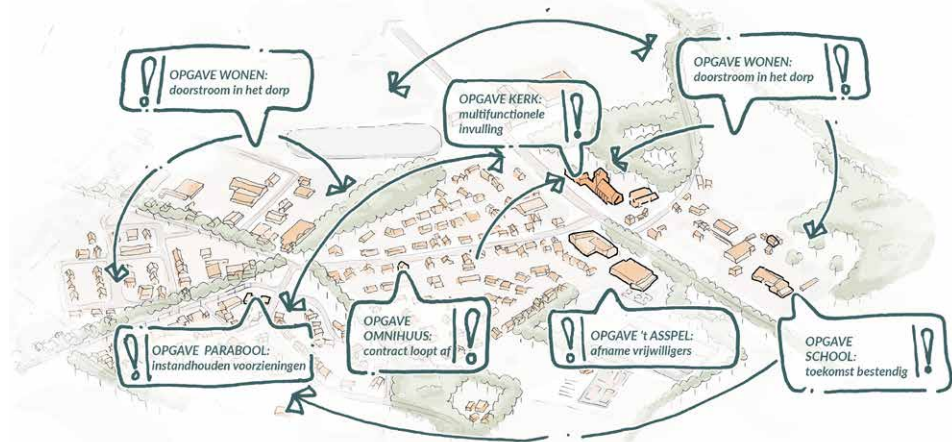 OPGAVE WONEN:
doorstroom in het dorp
OPGAVE KERK:
multifunctionele
invulling
OPGAVE WONEN:
doorstroom in het dorp
OPGAVE PARABOOL:
instandhouden voorzieningen
OPGAVE
OMNIHUUS:
contract loopt af
OPGAVE 't ASSPEL:
afname vrijwilligers
OPGAVE
SCHOOL:
toekomst bestendig